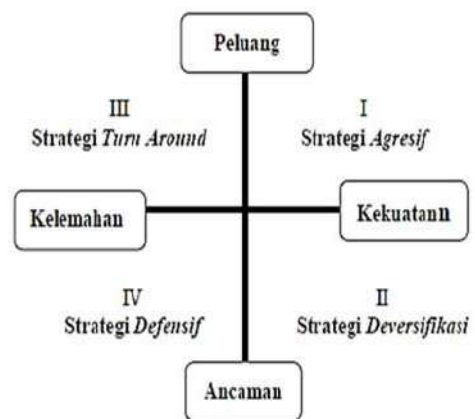 Peluang
III
Strategi Turn Around
I
Strategi Agresif
Kelemahan
Kekuatann
IV
Strategi Defensif
II
Strategi Deversifikasi
Ancaman